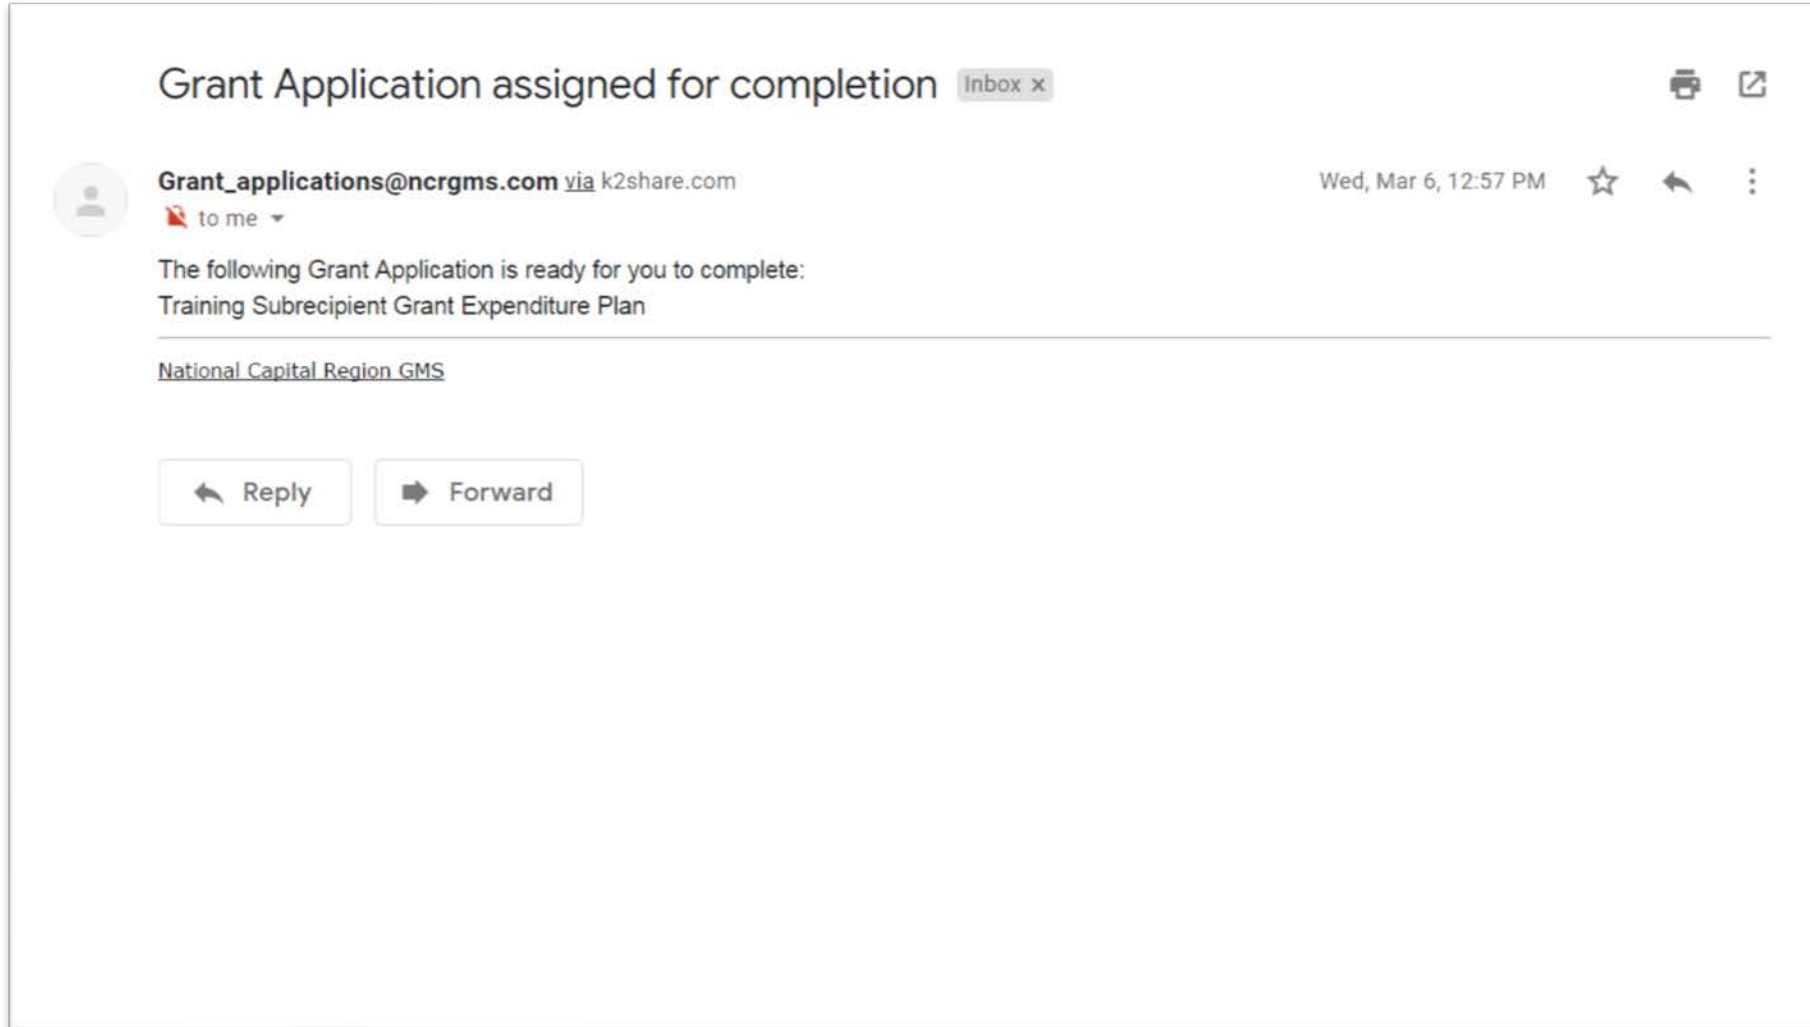 Grant Application assigned for completion Inbox x
Grant_applications@ncrgms.com via k2share.com Wed, Mar 6, 12:57 PM
to me
The following Grant Application is ready for you to complete:
Training Subrecipient Grant Expenditure Plan
National Capital Region GMS
Reply Forward